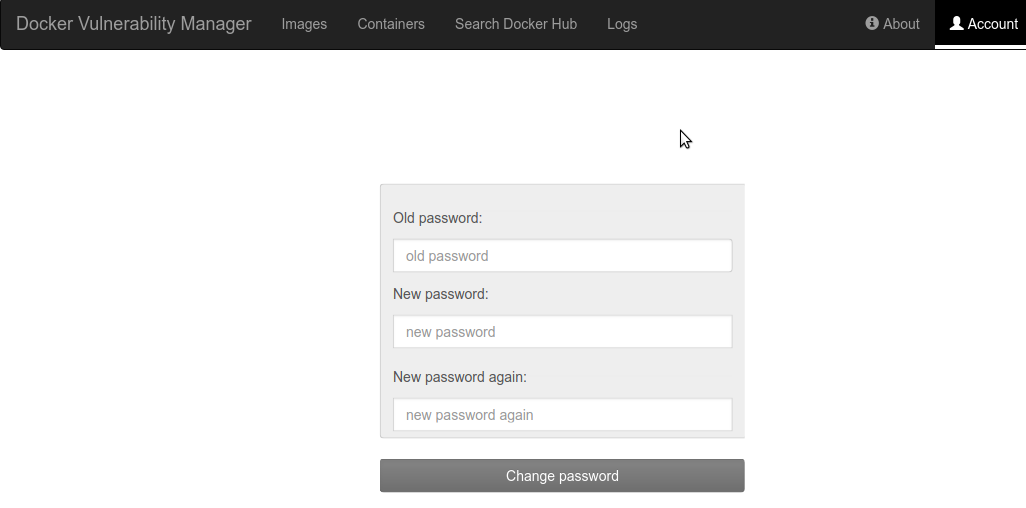 Docker Vulnerability Manager Images Containers Search Docker Hub Logs About Account
Old password:
old password
New password:
new password
New password again:
new password again
Change password